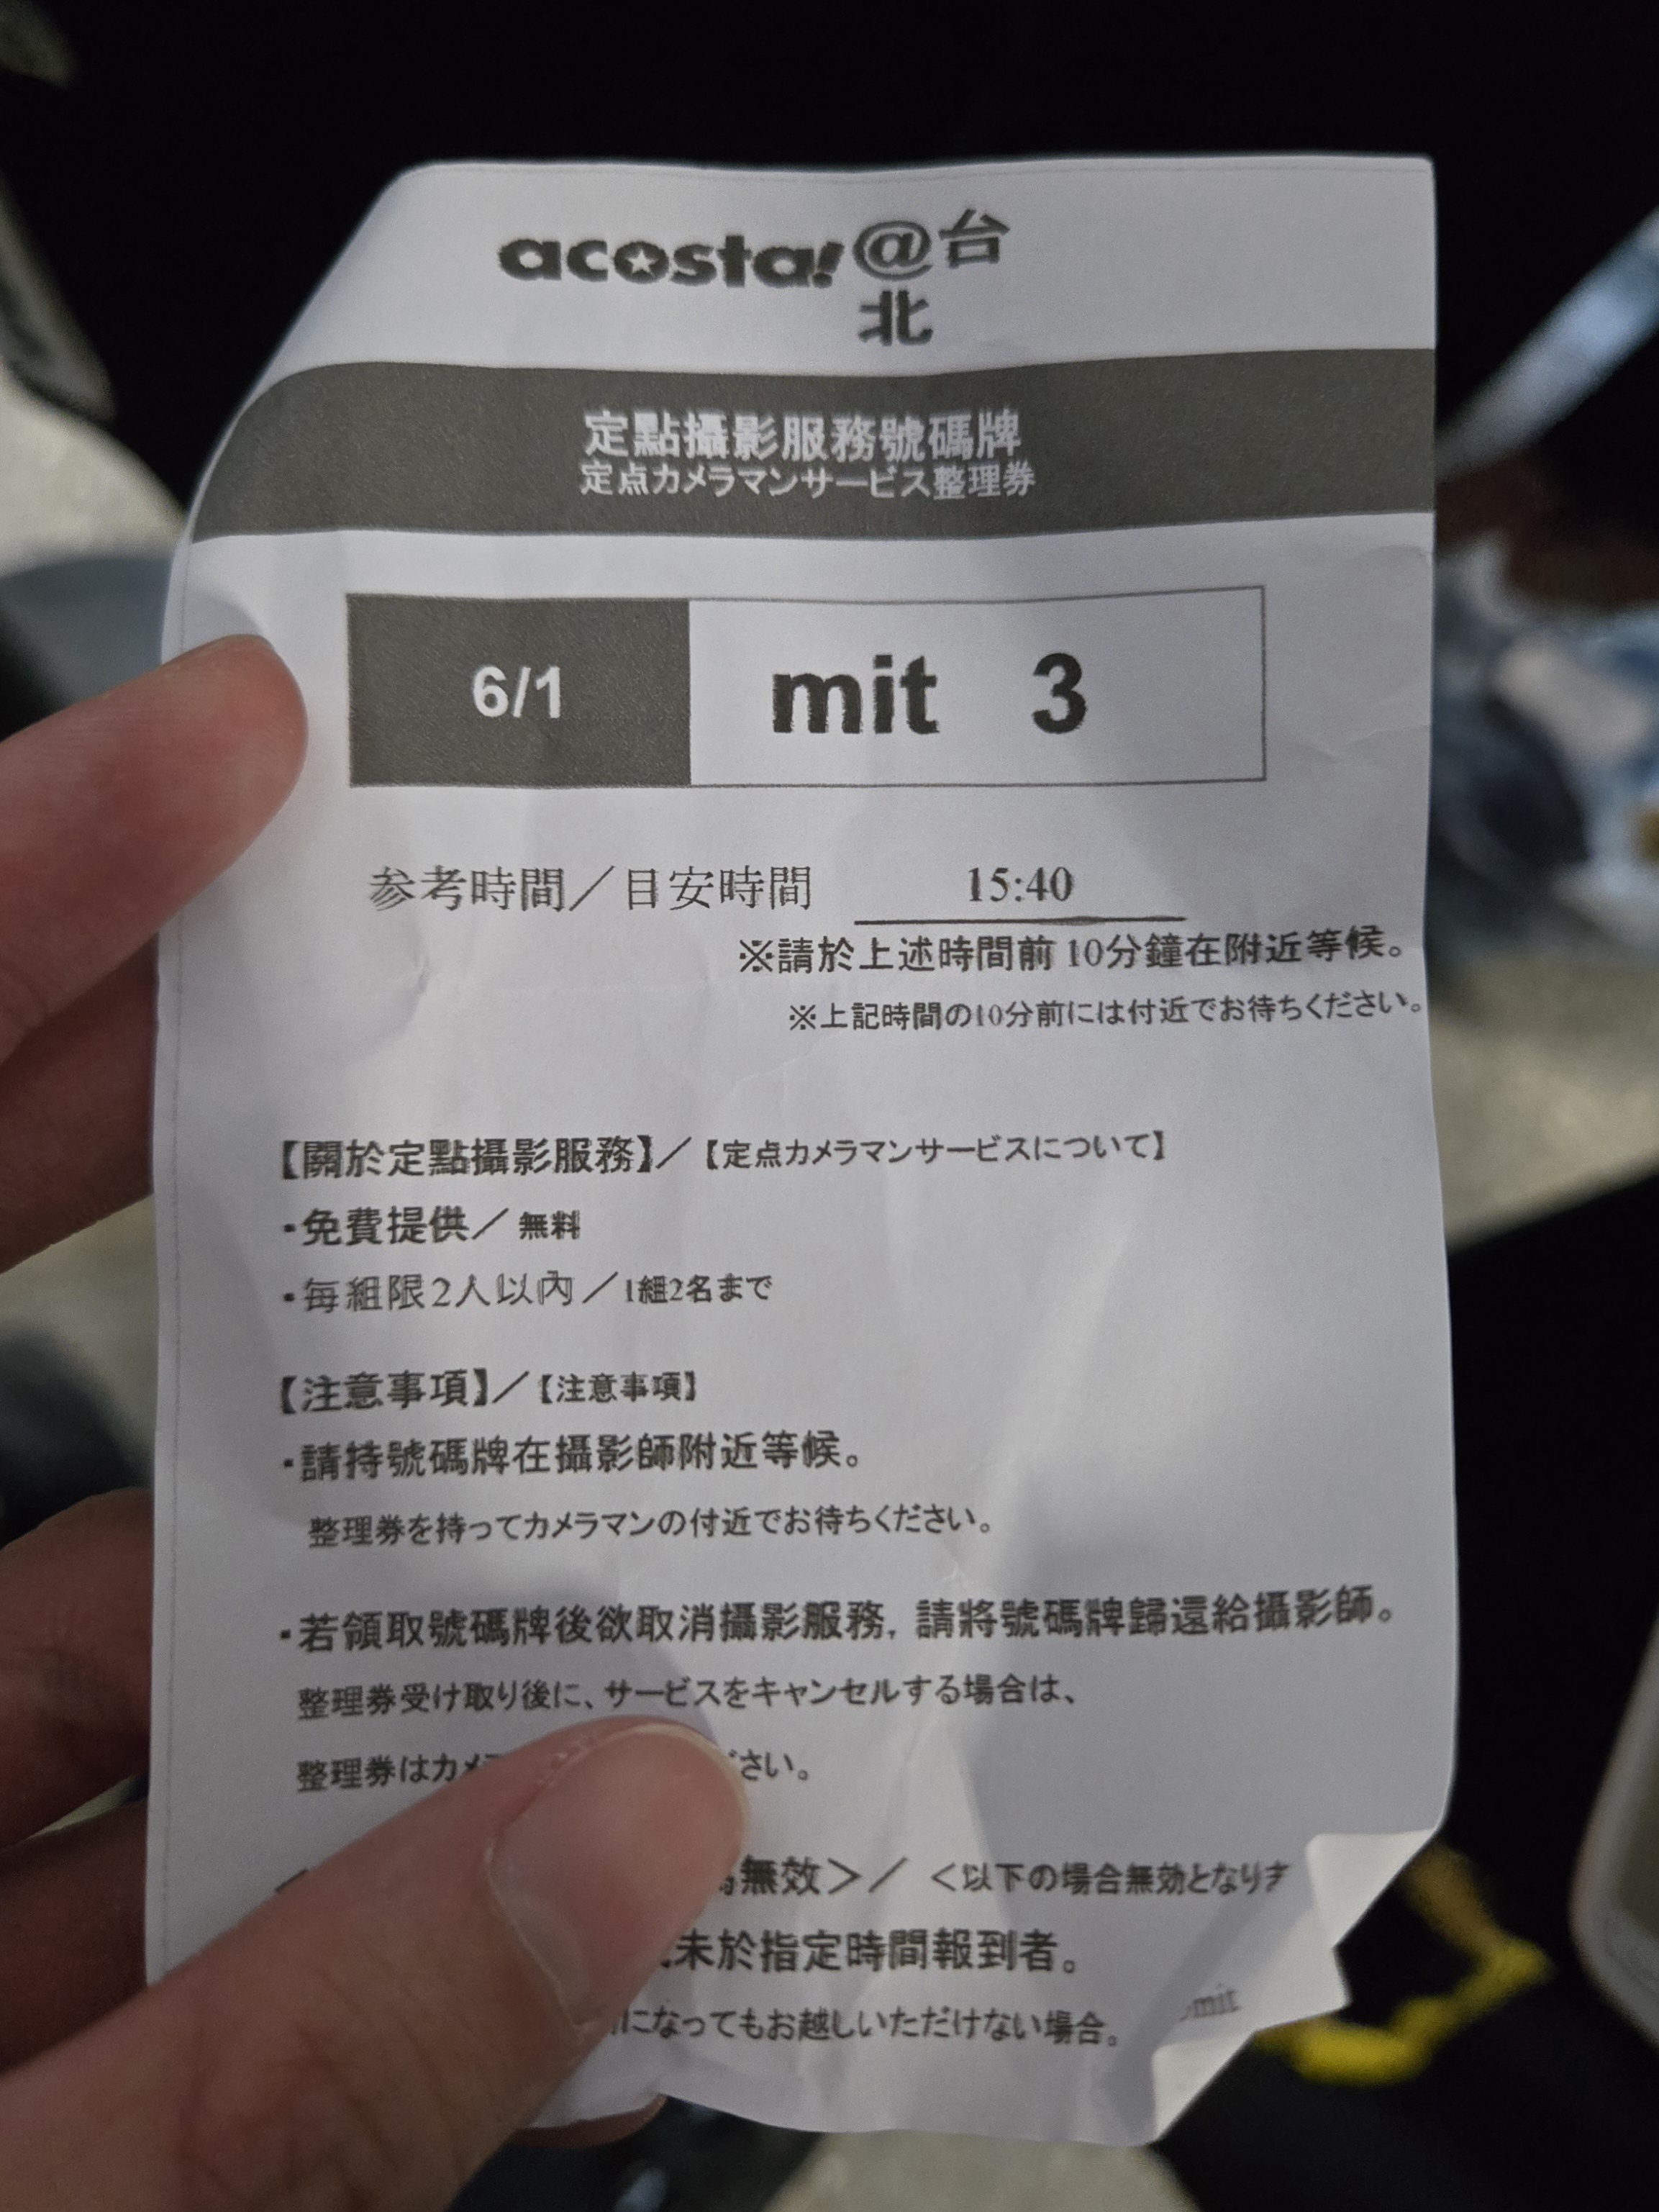 acosta!@台
北
定點攝影服務號碼牌
定点カメラマンサービス整理券
6/1 mit 3
参考時間／目安時間 15:40
※請於上述時間前10分鐘在附近等候。
※上記時間の10分前には付近でお待ちください。
【關於定點攝影服務】／【定点カメラマンサービスについて】
・免費提供／無料
・每組限2人以內／1組2名まで
【注意事項】／【注意事項】
・請持號碼牌在攝影師附近等候。
整理券を持ってカメラマンの付近でお待ちください。
・若領取號碼牌後欲取消攝影服務，請將號碼牌歸還給攝影師。
整理券受け取り後に、サービスをキャンセルする場合は、
整理券はカメ ださい。
無效＞／＜以下の場合無効となりま
未於指定時間報到者。
になってもお越しいただけない場合。
mit